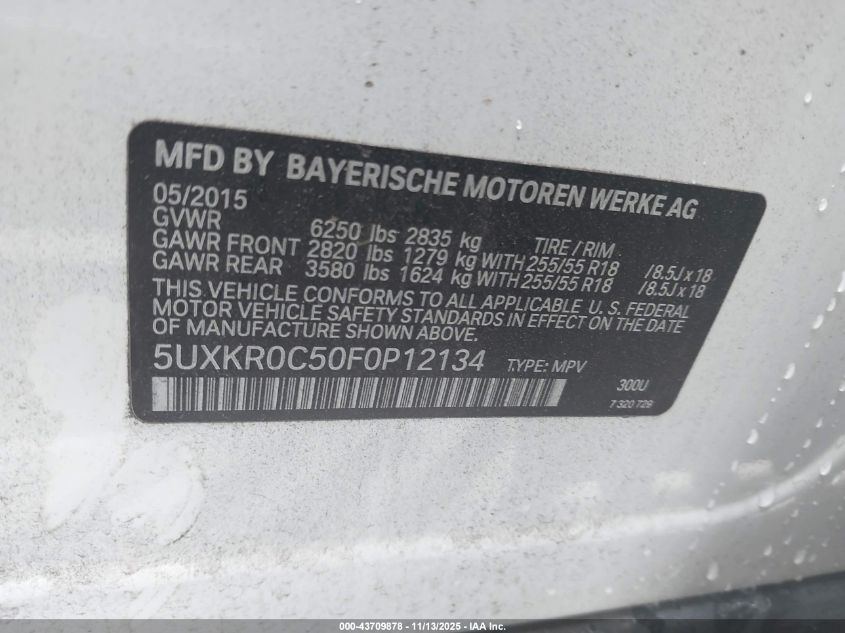 MFD BY BAYERISCHE MOTOREN WERKE AG
05/2015
GVWR 6250 lbs 2835 kg TIRE / RIM
GAWR FRONT 2820 lbs 1279 kg WITH 255/55 R18 /8.5J x 18
GAWR REAR 3580 lbs 1624 kg WITH 255/55 R18 /8.5J x 18
THIS VEHICLE CONFORMS TO ALL APPLICABLE U. S. FEDERAL
MOTOR VEHICLE SAFETY STANDARDS IN EFFECT ON THE DATE
OF MANUFACTURE SHOWN ABOVE.
5UXKR0C50F0P12134 TYPE: MPV
300U
7 320 728
000-43709878 - 11/13/2025 - IAA Inc.